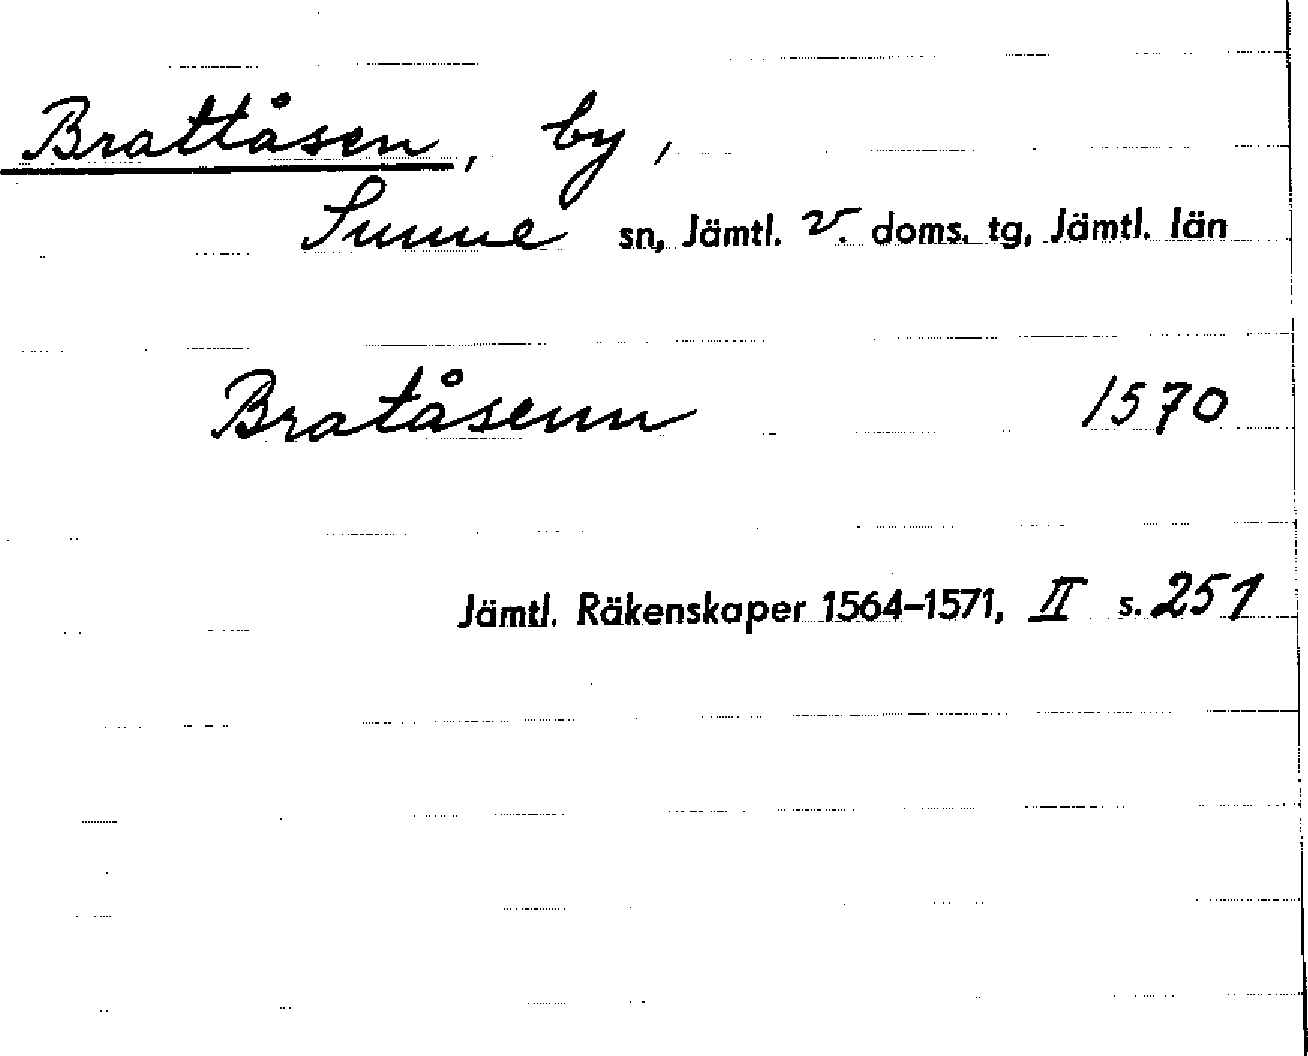 Brattåsen, by,
Sunne sn, Jämtl. v. doms. tg, Jämtl. län
Bratåsenn 1570
Jämtl. Räkenskaper 1564-1571, II s. 251